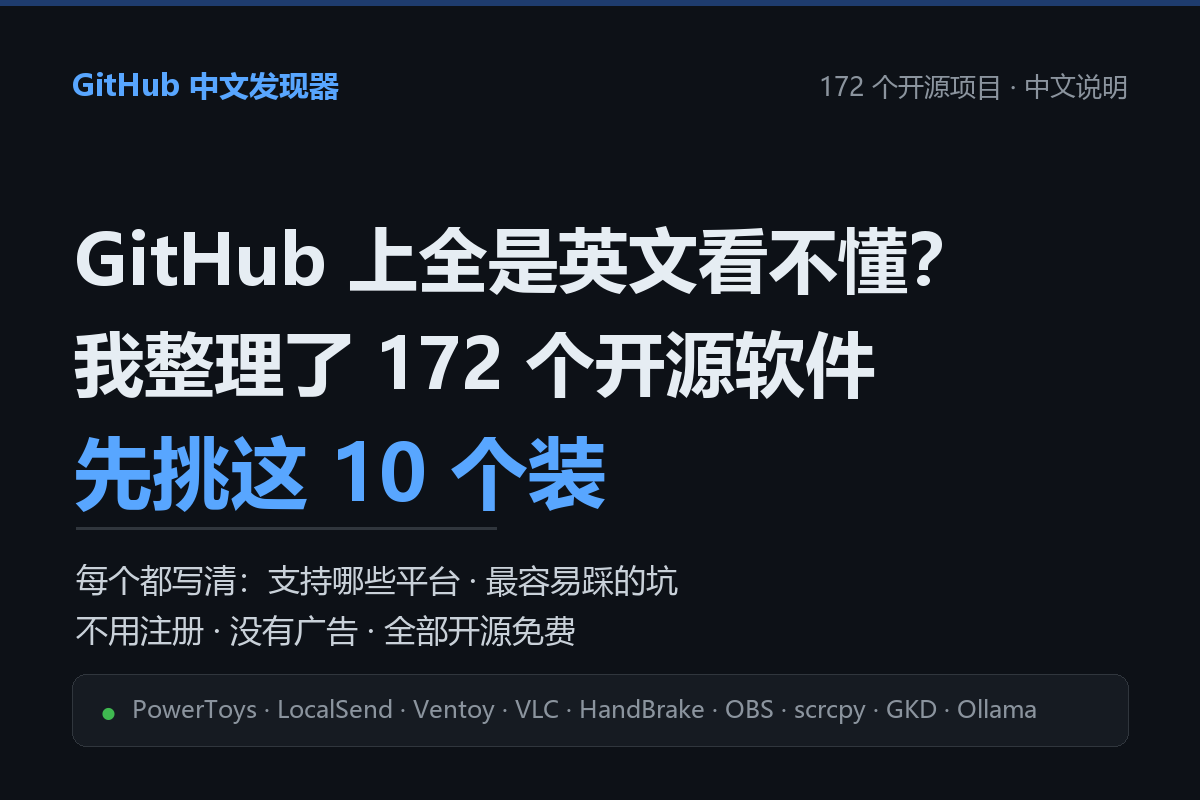 GitHub 中文发现器
172 个开源项目 · 中文说明
GitHub 上全是英文看不懂？
我整理了 172 个开源软件
先挑这 10 个装
每个都写清：支持哪些平台 · 最容易踩的坑
不用注册 · 没有广告 · 全部开源免费
PowerToys · LocalSend · Ventoy · VLC · HandBrake · OBS · scrcpy · GKD · Ollama